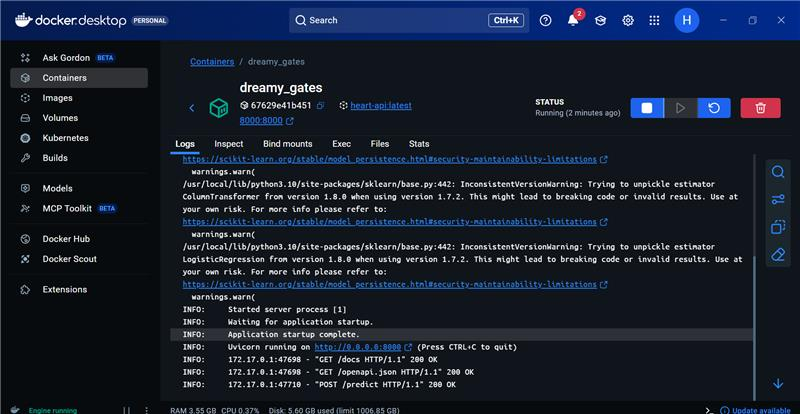 docker.desktop PERSONAL
Search Ctrl+K
2
H
Ask Gordon BETA
Containers
Images
Volumes
Kubernetes
Builds
Models
MCP Toolkit BETA
Docker Hub
Docker Scout
Extensions
Containers / dreamy_gates
dreamy_gates
67629e41b451 heart-api:latest
8000:8000
STATUS
Running (2 minutes ago)
Logs Inspect Bind mounts Exec Files Stats
https://scikit-learn.org/stable/model_persistence.html#security-maintainability-limitations
warnings.warn(
/usr/local/lib/python3.10/site-packages/sklearn/base.py:442: InconsistentVersionWarning: Trying to unpickle estimator
ColumnTransformer from version 1.8.0 when using version 1.7.2. This might lead to breaking code or invalid results. Use at
your own risk. For more info please refer to:
https://scikit-learn.org/stable/model_persistence.html#security-maintainability-limitations
warnings.warn(
/usr/local/lib/python3.10/site-packages/sklearn/base.py:442: InconsistentVersionWarning: Trying to unpickle estimator
LogisticRegression from version 1.8.0 when using version 1.7.2. This might lead to breaking code or invalid results. Use at
your own risk. For more info please refer to:
https://scikit-learn.org/stable/model_persistence.html#security-maintainability-limitations
warnings.warn(
INFO: Started server process [1]
INFO: Waiting for application startup.
INFO: Application startup complete.
INFO: Uvicorn running on http://0.0.0.0:8000 (Press CTRL+C to quit)
INFO: 172.17.0.1:47698 - "GET /docs HTTP/1.1" 200 OK
INFO: 172.17.0.1:47698 - "GET /openapi.json HTTP/1.1" 200 OK
INFO: 172.17.0.1:47710 - "POST /predict HTTP/1.1" 200 OK
Engine running
RAM 3.55 GB CPU 0.37% Disk: 5.60 GB used (limit 1006.85 GB)
Update available